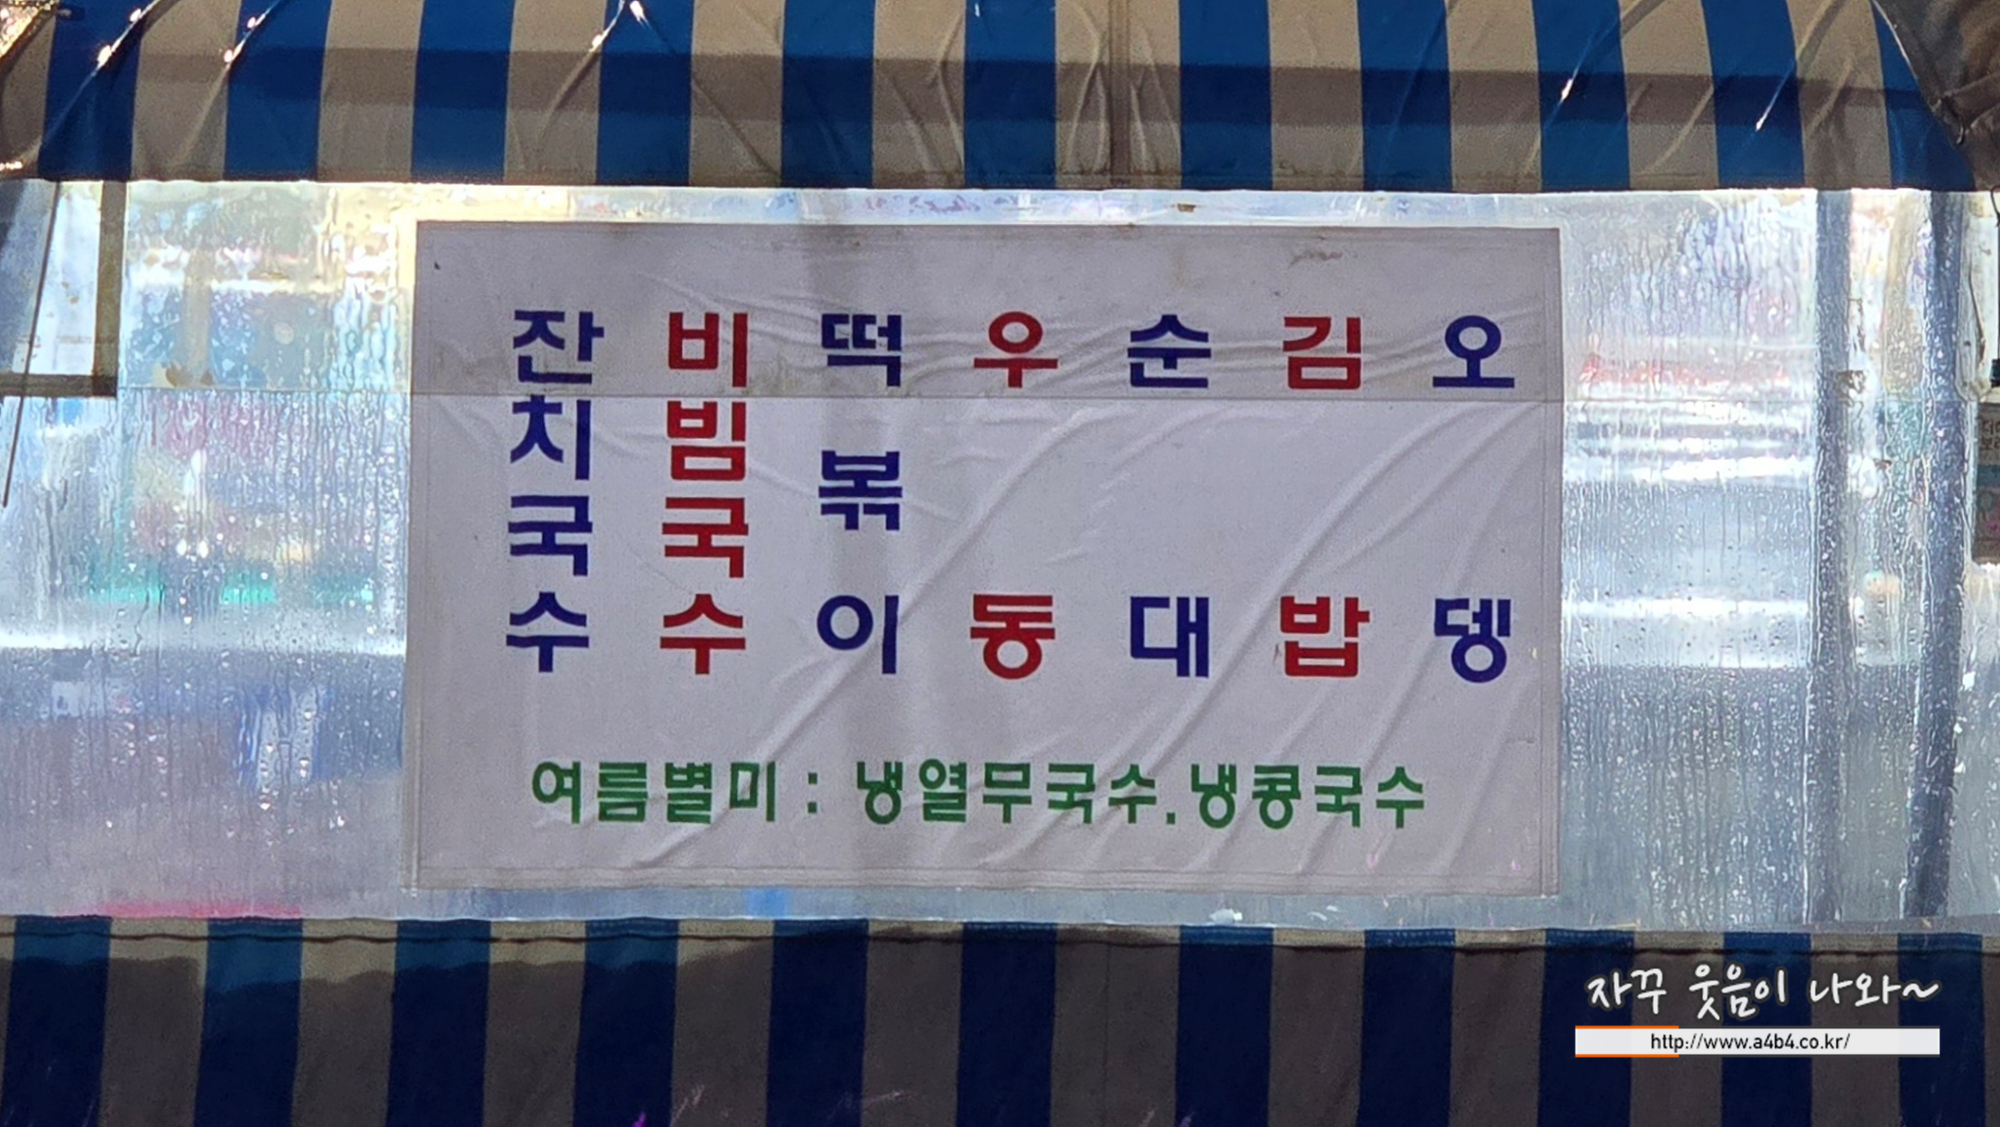 잔치국수
비빔국수
떡볶이
우동
순대
김밥
오뎅
여름별미 : 냉열무국수.냉콩국수
자꾸 웃음이 나와~
http://www.a4b4.co.kr/